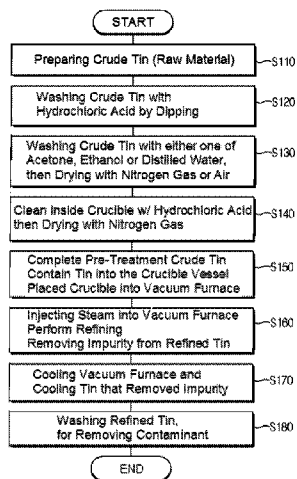 START
Preparing Crude Tin (Raw Material)
S110
Washing Crude Tin with
Hydrochloric Acid by Dipping
S120
Washing Crude Tin with either one of
Acetone, Ethanol or Distilled Water,
then Drying with Nitrogen Gas or Air
S130
Clean Inside Crucible w/ Hydrochloric Acid
then Drying with Nitrogen Gas
S140
Complete Pre-Treatment Crude Tin
Contain Tin into the Crucible Vessel
Placed Crucible into Vacuum Furnace
S150
Injecting Steam into Vacuum Furnace
Perform Refining
Removing Impurity from Refined Tin
S160
Cooling Vacuum Furnace and
Cooling Tin that Removed Impurity
S170
Washing Refined Tin,
for Removing Contaminant
S180
END